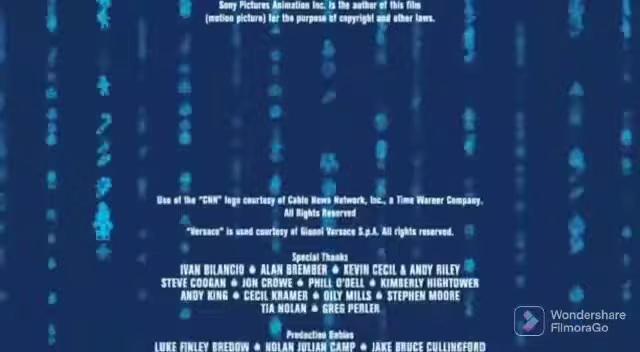 Sony Pictures Animation Inc. is the author of this film
(motion picture) for the purpose of copyright and other laws.
Use of the "CNN" logo courtesy of Cable News Network, Inc., a Time Warner Company.
All Rights Reserved
"Versace" is used courtesy of Gianni Versace S.p.A. All rights reserved.
Special Thanks
IVAN BILANCIO ALAN BREMBER KEVIN CECIL & ANDY RILEY
STEVE COOGAN JON CROWE PHILL O'DELL KIMBERLY HIGHTOWER
ANDY KING CECIL KRAMER OILY MILLS STEPHEN MOORE
TIA NOLAN GREG PERLER
Production Babies
LUKE FINLEY BREDOW NOLAN JULIAN CAMP JAKE BRUCE CULLINGFORD
Wondershare
FilmoraGo